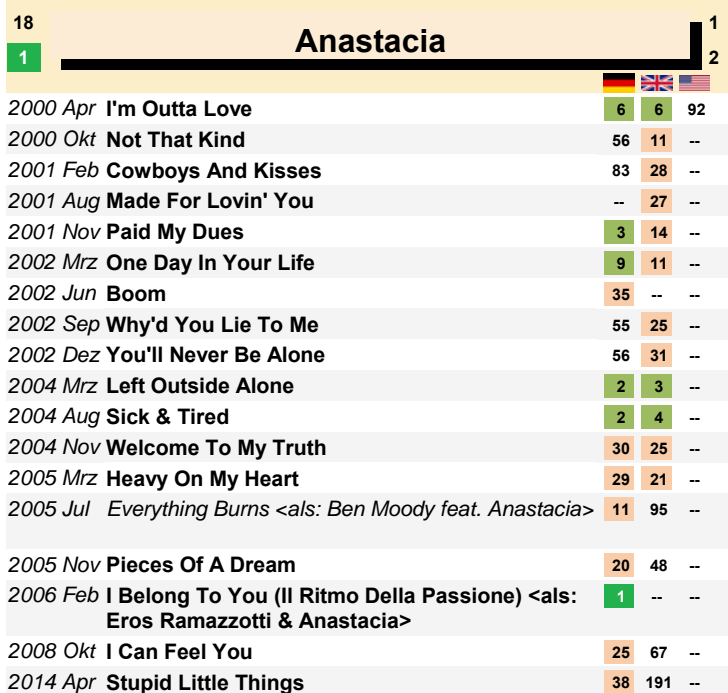 18
1
Anastacia
1
2
2000 Apr I'm Outta Love 6 6 92
2000 Okt Not That Kind 56 11 --
2001 Feb Cowboys And Kisses 83 28 --
2001 Aug Made For Lovin' You -- 27 --
2001 Nov Paid My Dues 3 14 --
2002 Mrz One Day In Your Life 9 11 --
2002 Jun Boom 35 -- --
2002 Sep Why'd You Lie To Me 55 25 --
2002 Dez You'll Never Be Alone 56 31 --
2004 Mrz Left Outside Alone 2 3 --
2004 Aug Sick & Tired 2 4 --
2004 Nov Welcome To My Truth 30 25 --
2005 Mrz Heavy On My Heart 29 21 --
2005 Jul Everything Burns <als: Ben Moody feat. Anastacia> 11 95 --
2005 Nov Pieces Of A Dream 20 48 --
2006 Feb I Belong To You (Il Ritmo Della Passione) <als: 1 -- --
Eros Ramazzotti & Anastacia>
2008 Okt I Can Feel You 25 67 --
2014 Apr Stupid Little Things 38 191 --